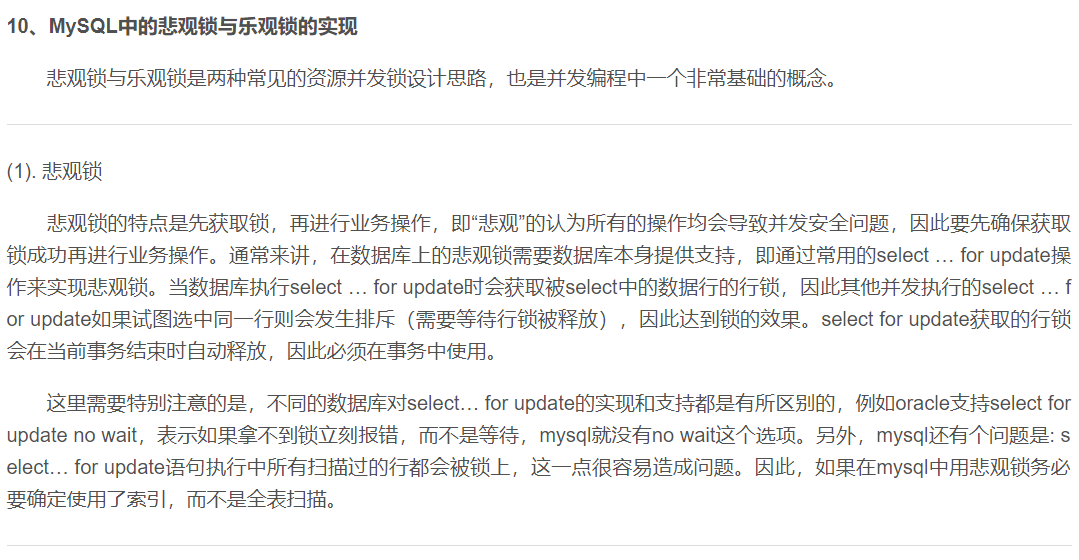 10、MySQL中的悲观锁与乐观锁的实现
悲观锁与乐观锁是两种常见的资源并发锁设计思路，也是并发编程中一个非常基础的概念。
(1). 悲观锁
悲观锁的特点是先获取锁，再进行业务操作，即“悲观”的认为所有的操作均会导致并发安全问题，因此要先确保获取
锁成功再进行业务操作。通常来讲，在数据库上的悲观锁需要数据库本身提供支持，即通过常用的select … for update操
作来实现悲观锁。当数据库执行select … for update时会获取被select中的数据行的行锁，因此其他并发执行的select … f
or update如果试图选中同一行则会发生排斥（需要等待行锁被释放），因此达到锁的效果。select for update获取的行锁
会在当前事务结束时自动释放，因此必须在事务中使用。
这里需要特别注意的是，不同的数据库对select… for update的实现和支持都是有所区别的，例如oracle支持select for
update no wait，表示如果拿不到锁立刻报错，而不是等待，mysql就没有no wait这个选项。另外，mysql还有个问题是: s
elect… for update语句执行中所有扫描过的行都会被锁上，这一点很容易造成问题。因此，如果在mysql中用悲观锁务必
要确定使用了索引，而不是全表扫描。